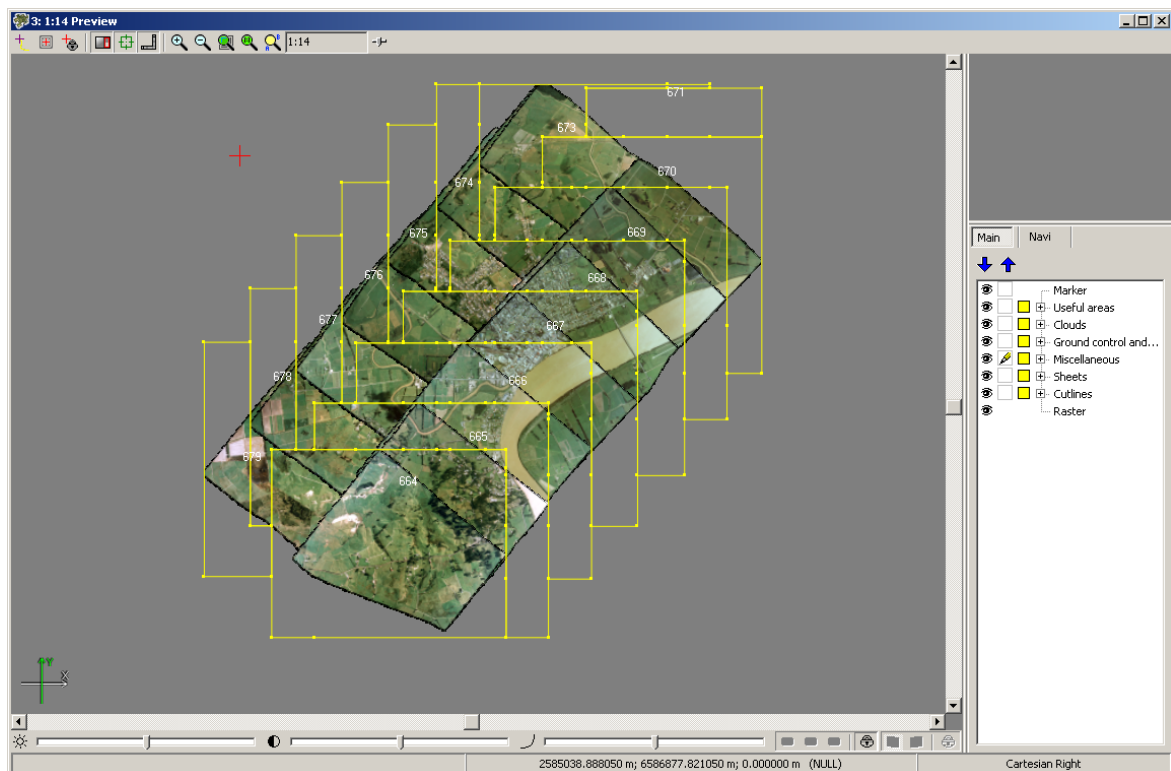 3: 1:14 Preview
1:14
671
673
670
674
669
675
668
676
667
677
666
678
665
679
664
Y
X
Main Navi
Marker
Useful areas
Clouds
Ground control and...
Miscellaneous
Sheets
Cutlines
Raster
2585038.888050 m; 6586877.821050 m; 0.000000 m (NULL) Cartesian Right